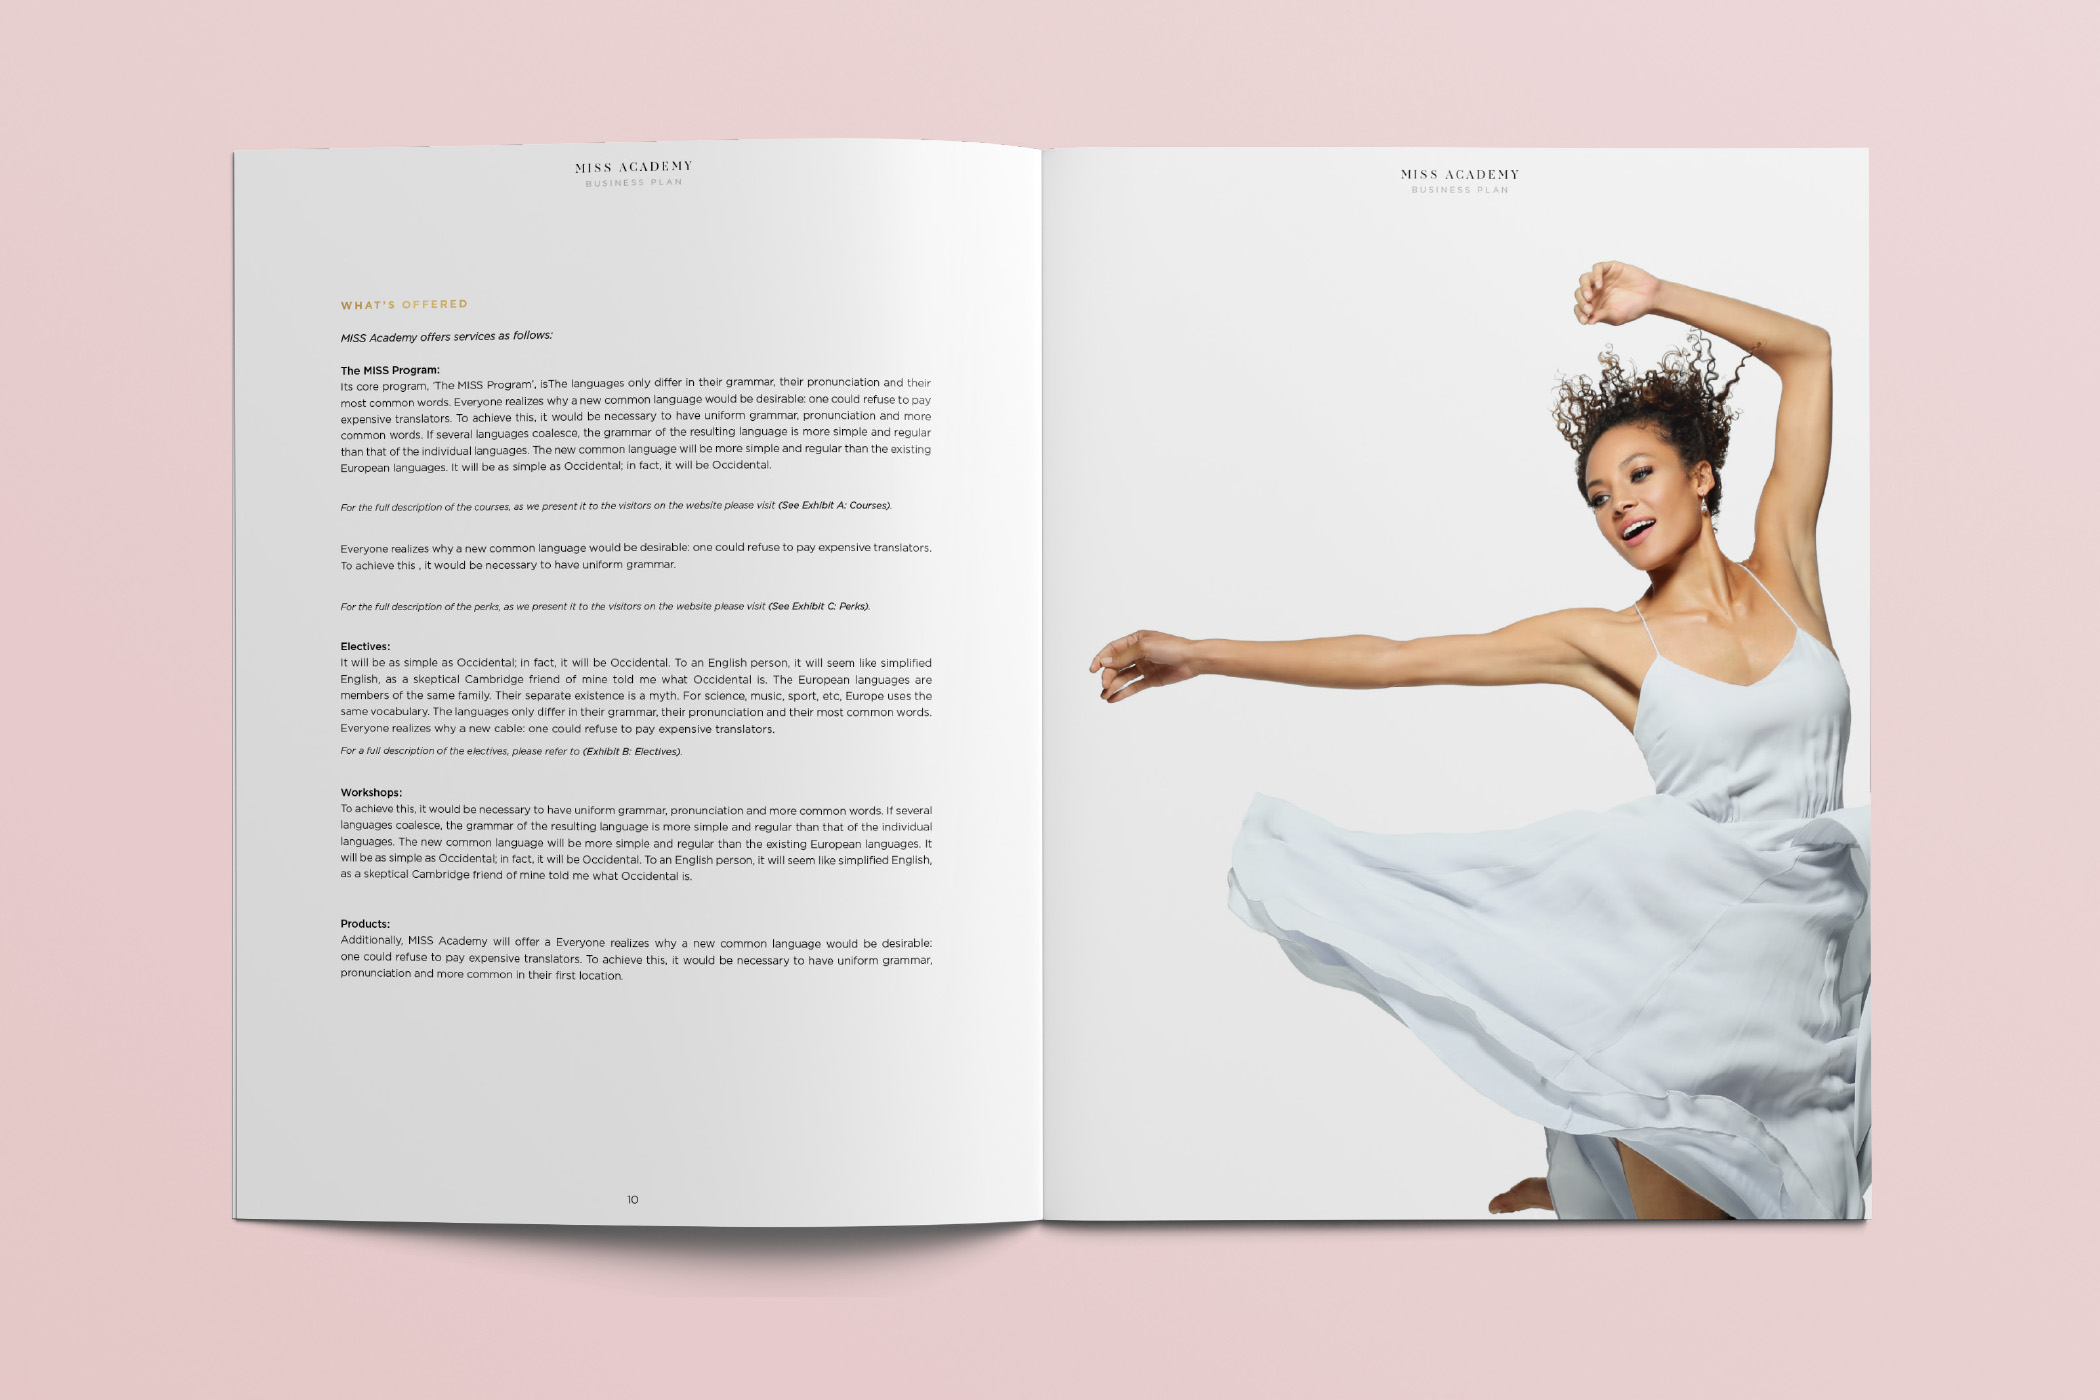 MISS ACADEMY
BUSINESS PLAN
WHAT'S OFFERED
MISS Academy offers services as follows:
The MISS Program:
Its core program, 'The MISS Program', isThe languages only differ in their grammar, their pronunciation and their
most common words. Everyone realizes why a new common language would be desirable: one could refuse to pay
expensive translators. To achieve this, it would be necessary to have uniform grammar, pronunciation and more
common words. If several languages coalesce, the grammar of the resulting language is more simple and regular
than that of the individual languages. The new common language will be more simple and regular than the existing
European languages. It will be as simple as Occidental; in fact, it will be Occidental.
For the full description of the courses, as we present it to the visitors on the website please visit (See Exhibit A: Courses).
Everyone realizes why a new common language would be desirable: one could refuse to pay expensive translators.
To achieve this , it would be necessary to have uniform grammar.
For the full description of the perks, as we present it to the visitors on the website please visit (See Exhibit C: Perks).
Electives:
It will be as simple as Occidental; in fact, it will be Occidental. To an English person, it will seem like simplified
English, as a skeptical Cambridge friend of mine told me what Occidental is. The European languages are
members of the same family. Their separate existence is a myth. For science, music, sport, etc, Europe uses the
same vocabulary. The languages only differ in their grammar, their pronunciation and their most common words.
Everyone realizes why a new cable: one could refuse to pay expensive translators.
For a full description of the electives, please refer to (Exhibit B: Electives).
Workshops:
To achieve this, it would be necessary to have uniform grammar, pronunciation and more common words. If several
languages coalesce, the grammar of the resulting language is more simple and regular than that of the individual
languages. The new common language will be more simple and regular than the existing European languages. It
will be as simple as Occidental; in fact, it will be Occidental. To an English person, it will seem like simplified English,
as a skeptical Cambridge friend of mine told me what Occidental is.
Products:
Additionally, MISS Academy will offer a Everyone realizes why a new common language would be desirable:
one could refuse to pay expensive translators. To achieve this, it would be necessary to have uniform grammar,
pronunciation and more common in their first location.
10
MISS ACADEMY
BUSINESS PLAN